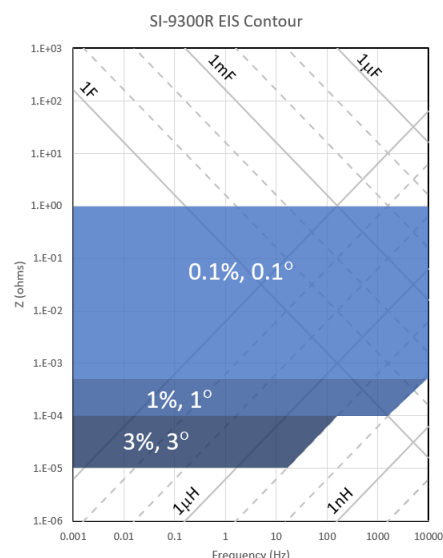 SI-9300R EIS Contour
1.E+03
1.E+02
1.E+01
1.E+00
1.E-01
1.E-02
1.E-03
1.E-04
1.E-05
1.E-06
Z (ohms)
1F
1mF
1µF
0.1%, 0.1°
1%, 1°
3%, 3°
1µH
1nH
0.001
0.01
0.1
1
10
100
1000
10000
Frequency (Hz)